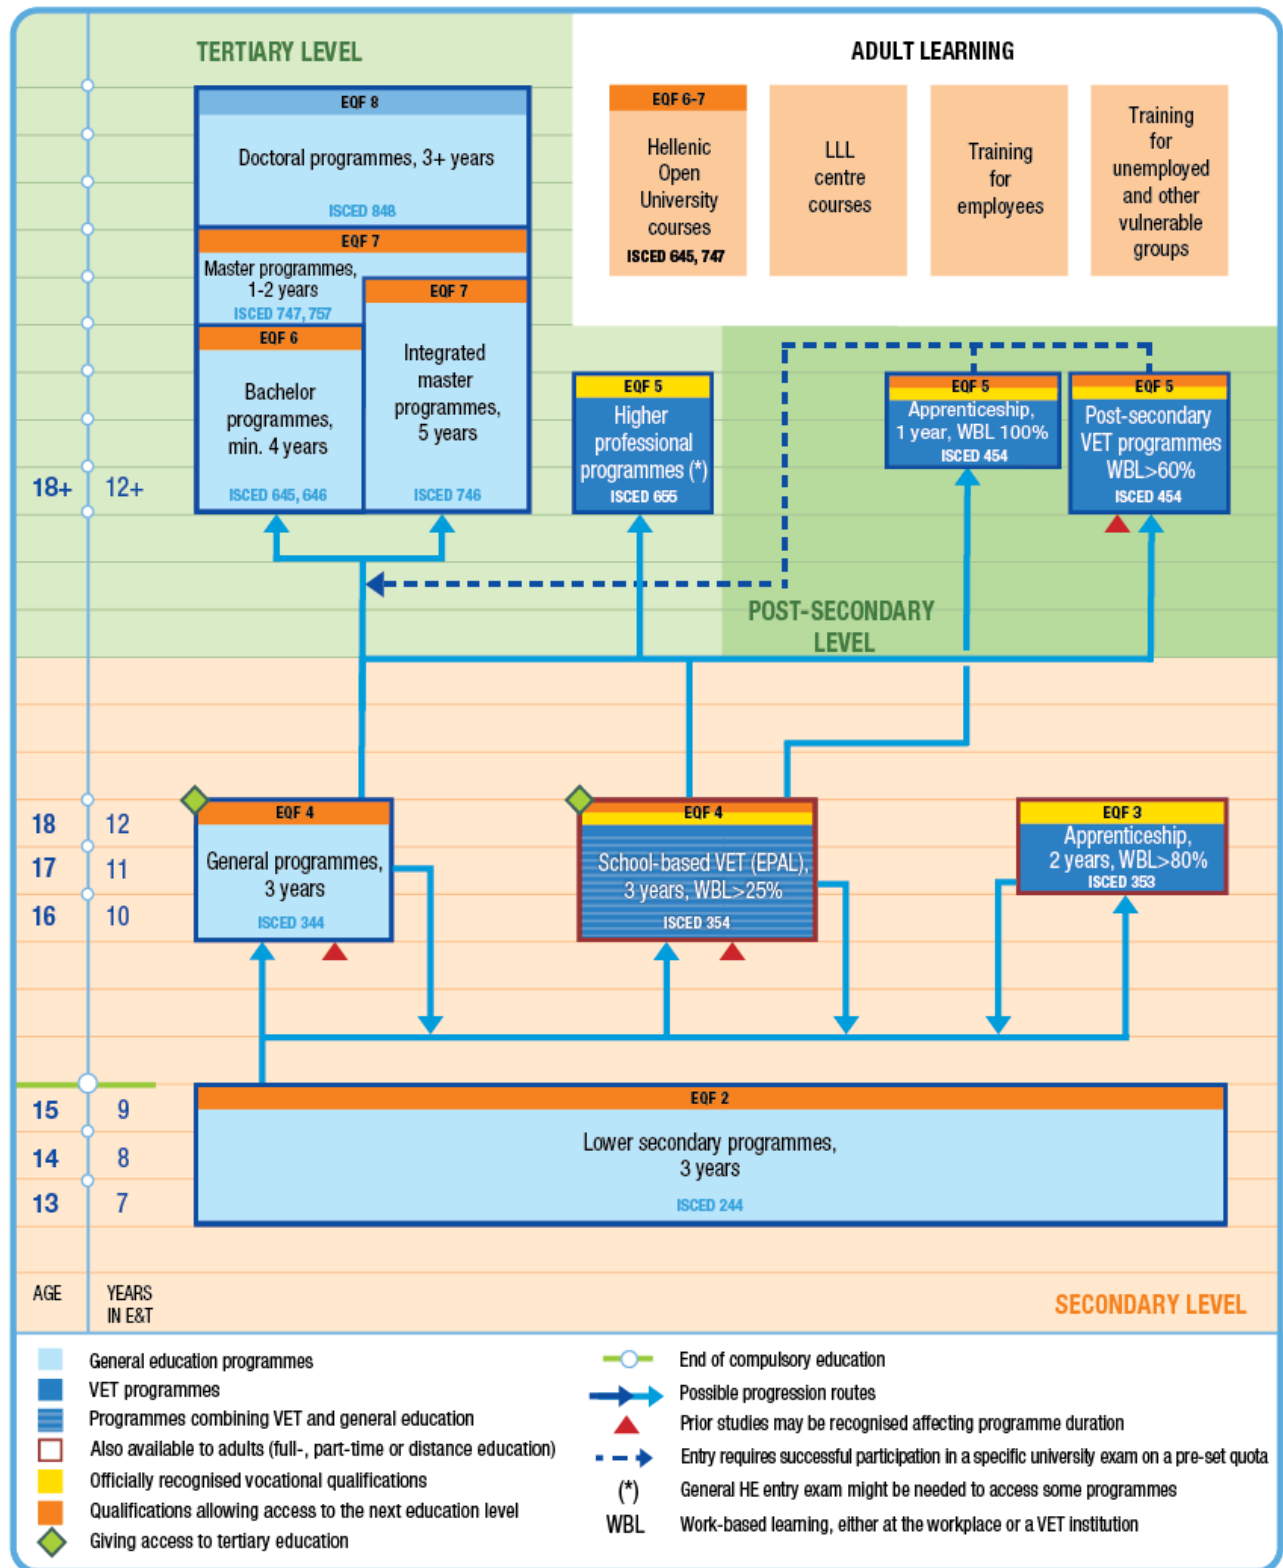 TERTIARY LEVEL
ADULT LEARNING
EQF 8
Doctoral programmes, 3+ years
ISCED 848
EQF 7
Master programmes,
1-2 years
ISCED 747, 757
EQF 7
Integrated
master
programmes,
5 years
ISCED 746
EQF 6
Bachelor
programmes,
min. 4 years
ISCED 645, 646
EQF 6-7
Hellenic
Open
University
courses
ISCED 645, 747
LLL
centre
courses
Training
for
employees
Training
for
unemployed
and other
vulnerable
groups
EQF 5
Higher
professional
programmes (*)
ISCED 655
EQF 5
Apprenticeship,
1 year, WBL 100%
ISCED 454
EQF 5
Post-secondary
VET programmes
WBL>60%
ISCED 454
18+ 12+
POST-SECONDARY
LEVEL
EQF 4
General programmes,
3 years
ISCED 344
EQF 4
School-based VET (EPAL),
3 years, WBL>25%
ISCED 354
EQF 3
Apprenticeship,
2 years, WBL>80%
ISCED 353
18 12
17 11
16 10
EQF 2
Lower secondary programmes,
3 years
ISCED 244
15 9
14 8
13 7
AGE
YEARS
IN E&T
SECONDARY LEVEL
General education programmes
VET programmes
Programmes combining VET and general education
Also available to adults (full-, part-time or distance education)
Officially recognised vocational qualifications
Qualifications allowing access to the next education level
Giving access to tertiary education
End of compulsory education
Possible progression routes
Prior studies may be recognised affecting programme duration
Entry requires successful participation in a specific university exam on a pre-set quota
(*) General HE entry exam might be needed to access some programmes
WBL Work-based learning, either at the workplace or a VET institution